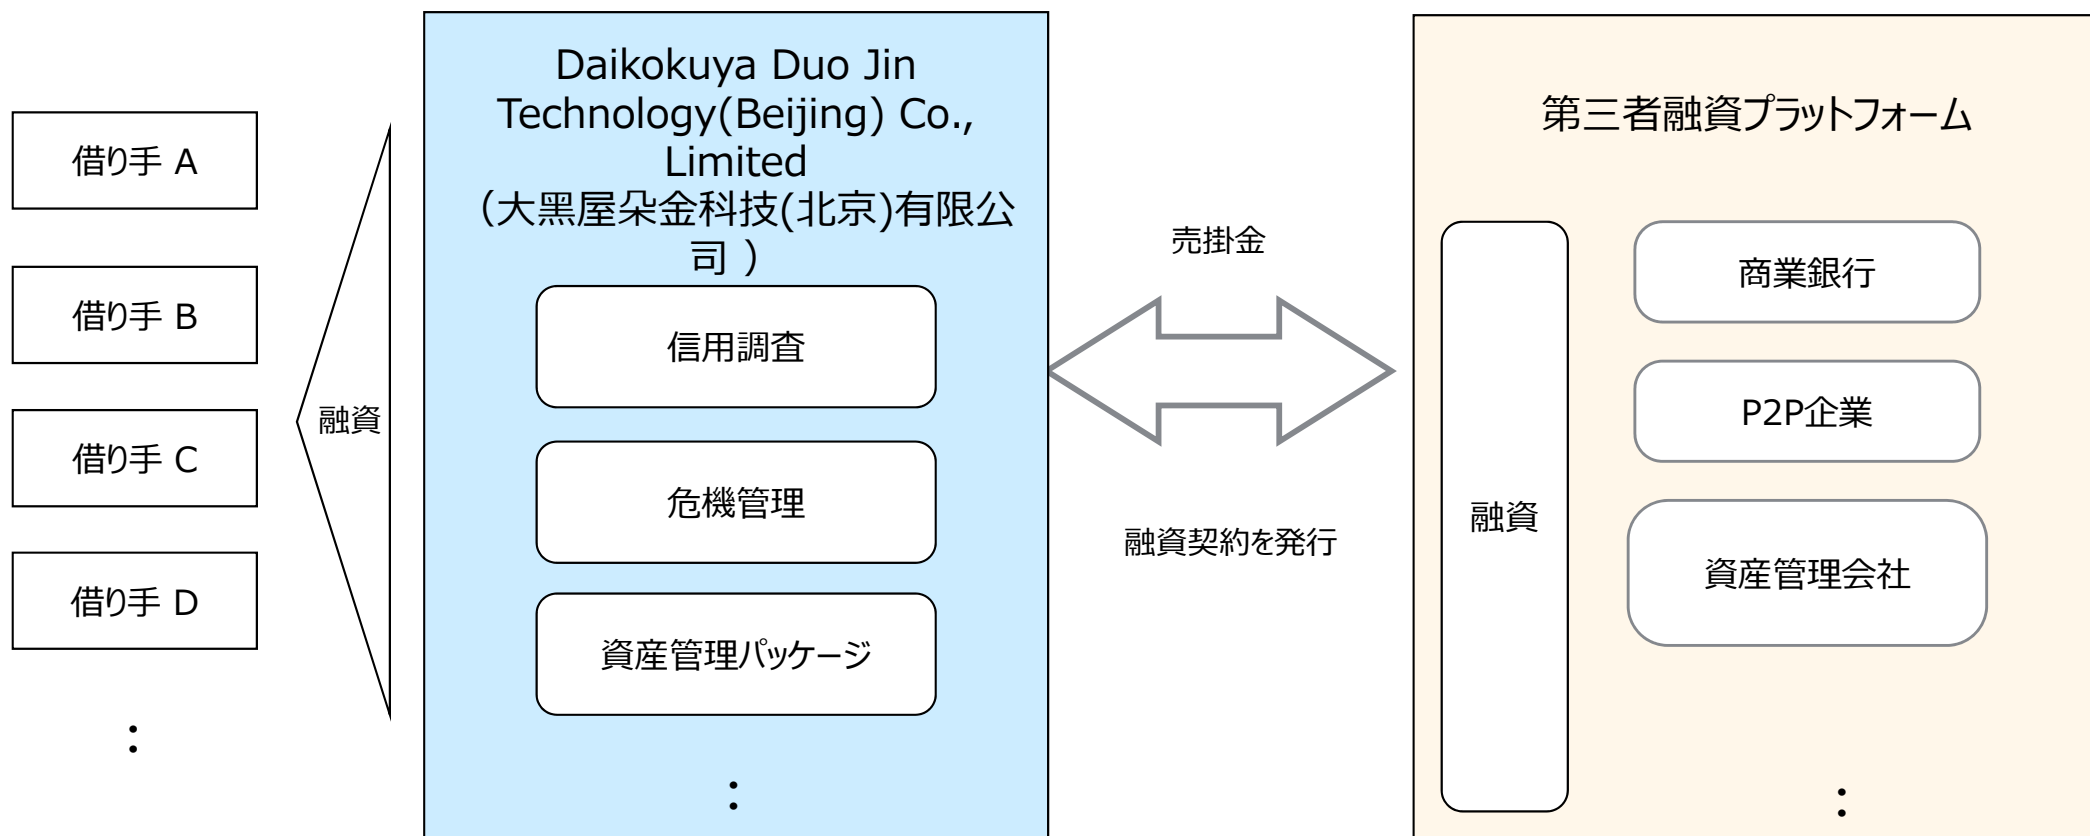 借り手 A
借り手 B
借り手 C
借り手 D
：
融資
Daikokuya Duo Jin
Technology(Beijing) Co.,
Limited
（大黑屋朵金科技(北京)有限公
司 ）
信用調査
危機管理
資産管理パッケージ
：
売掛金
融資契約を発行
第三者融資プラットフォーム
融資
商業銀行
P2P企業
資産管理会社
：